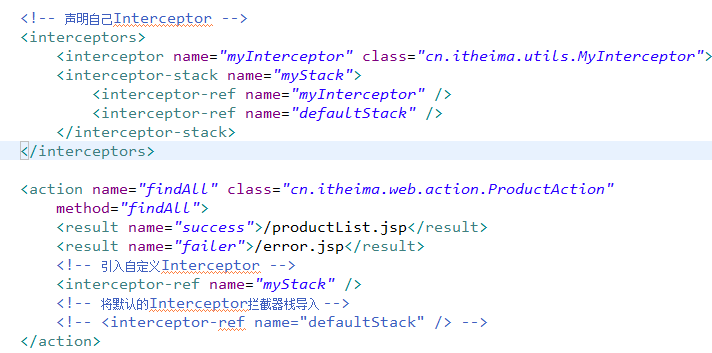 <!-- 声明自己Interceptor -->
<interceptors>
<interceptor name="myInterceptor" class="cn.itheima.utils.MyInterceptor">
<interceptor-stack name="myStack">
<interceptor-ref name="myInterceptor" />
<interceptor-ref name="defaultStack" />
</interceptor-stack>
</interceptors>
<action name="findAll" class="cn.itheima.web.action.ProductAction"
method="findAll">
<result name="success">/productList.jsp</result>
<result name="failer">/error.jsp</result>
<!-- 引入自定义Interceptor -->
<interceptor-ref name="myStack" />
<!-- 将默认的Interceptor拦截器栈导入 -->
<!-- <interceptor-ref name="defaultStack" /> -->
</action>